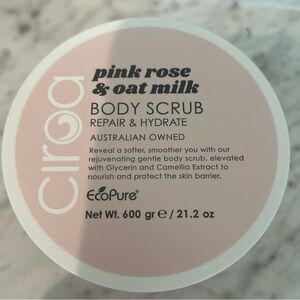 ciroa
pink rose
& oat milk
BODY SCRUB
REPAIR & HYDRATE
AUSTRALIAN OWNED
Reveal a softer, smoother you with our
rejuvenating gentle body scrub, elevated
with Glycerin and Camellia Extract to
nourish and protect the skin barrier.
EcoPure®
Net Wt. 600 gr e / 21.2 oz